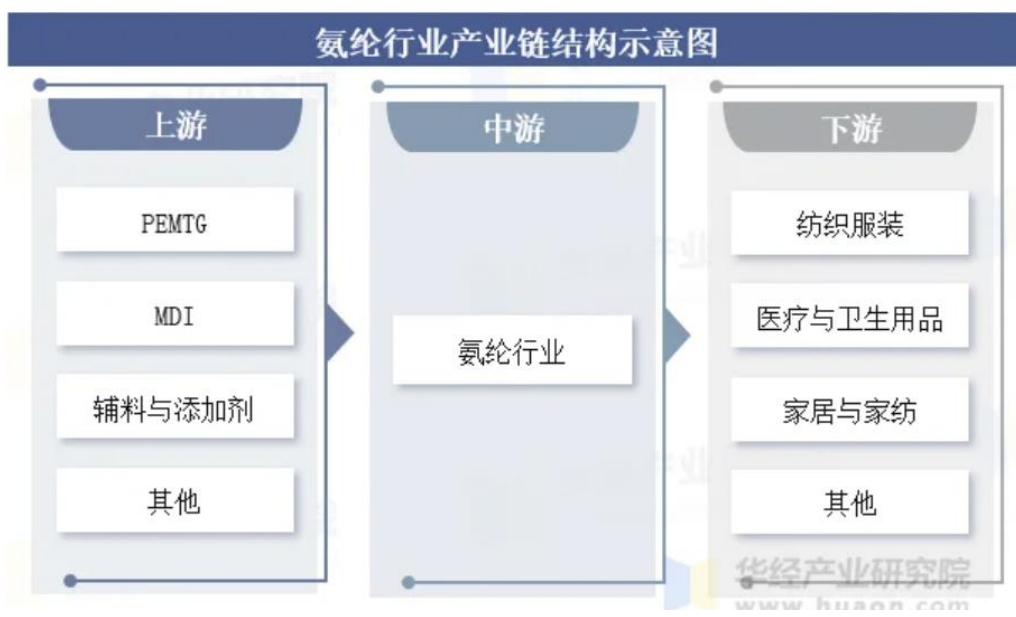 氨纶行业产业链结构示意图
上游
PEMTG
MDI
辅料与添加剂
其他
中游
氨纶行业
下游
纺织服装
医疗与卫生用品
家居与家纺
其他
华经产业研究院
www.huaon.com